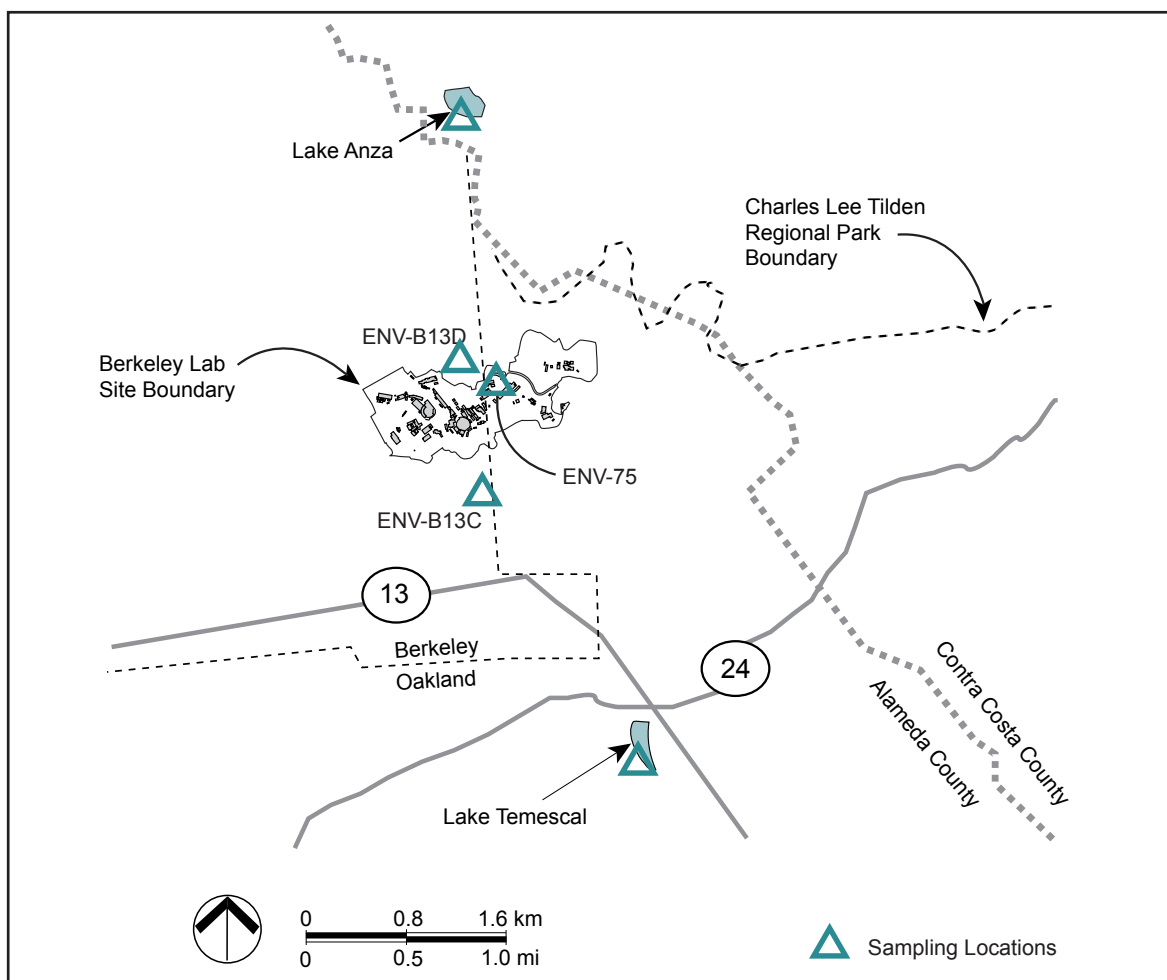 Lake Anza
Charles Lee Tilden
Regional Park
Boundary
ENV-B13D
Berkeley Lab
Site Boundary
ENV-75
ENV-B13C
13
Berkeley
Oakland
24
Contra Costa County
Alameda County
Lake Temescal
0 0.8 1.6 km
0 0.5 1.0 mi
Sampling Locations